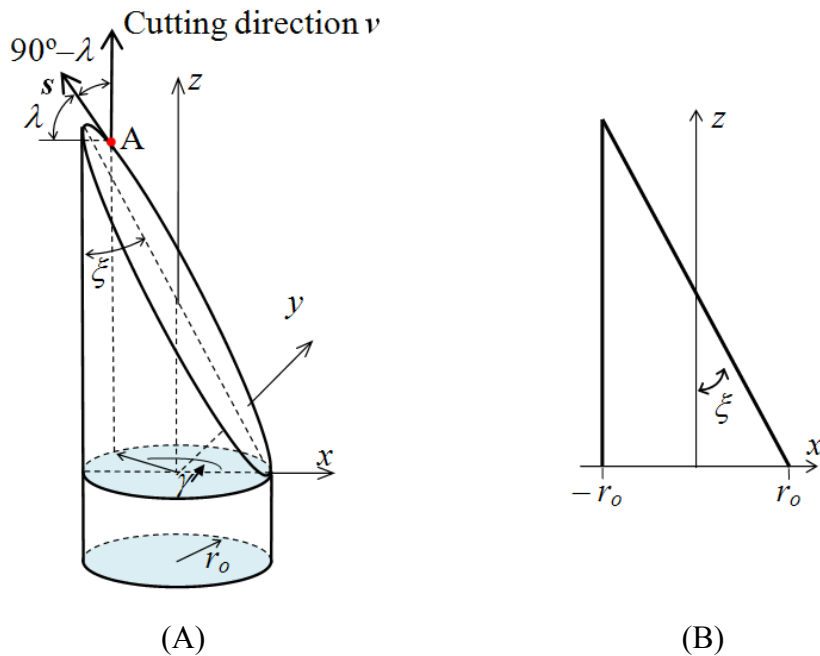 Cutting direction v
90º–λ
s
z
λ
A
ξ
y
x
γ
r_o
(A)
z
ξ
x
−r_o
r_o
(B)